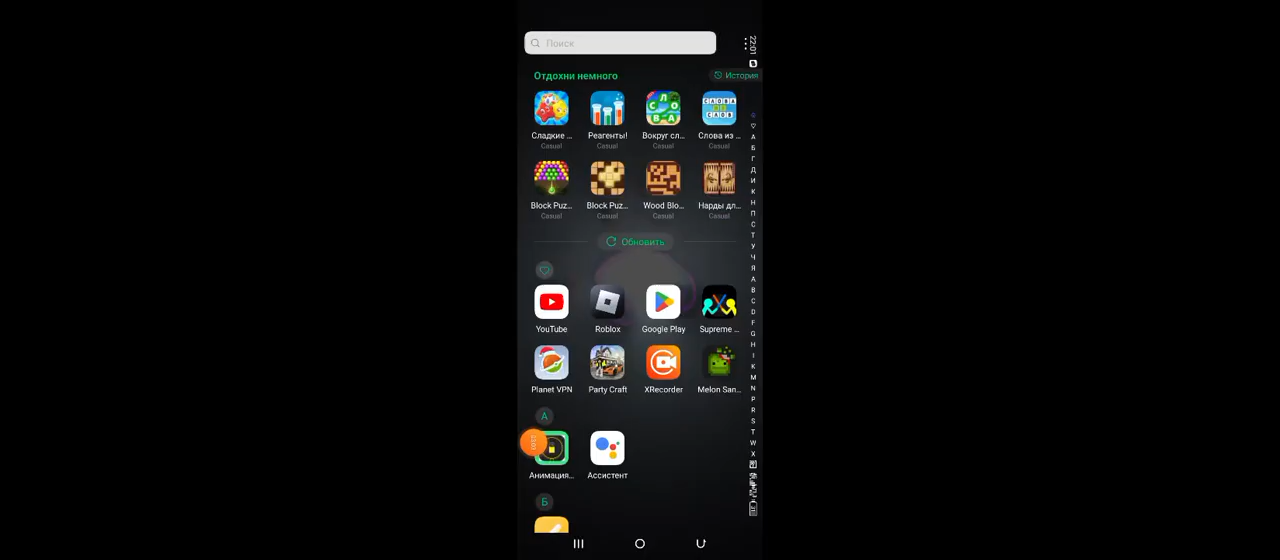 Поиск
22:01
Отдохни немного
История
Сладкие ... Реагенты! Вокруг сл... Слова из ...
Casual Casual Casual Casual
Block Puz... Block Puz... Wood Blo... Нарды дл...
Casual Casual Casual Casual
Обновить
YouTube Roblox Google Play Supreme ...
Planet VPN Party Craft XRecorder Melon San...
А
Анимация... Ассистент
Б
А
Б
Г
Д
И
К
Н
П
С
Т
У
Ч
Я
A
B
C
D
F
G
H
I
K
M
N
P
R
S
T
W
X